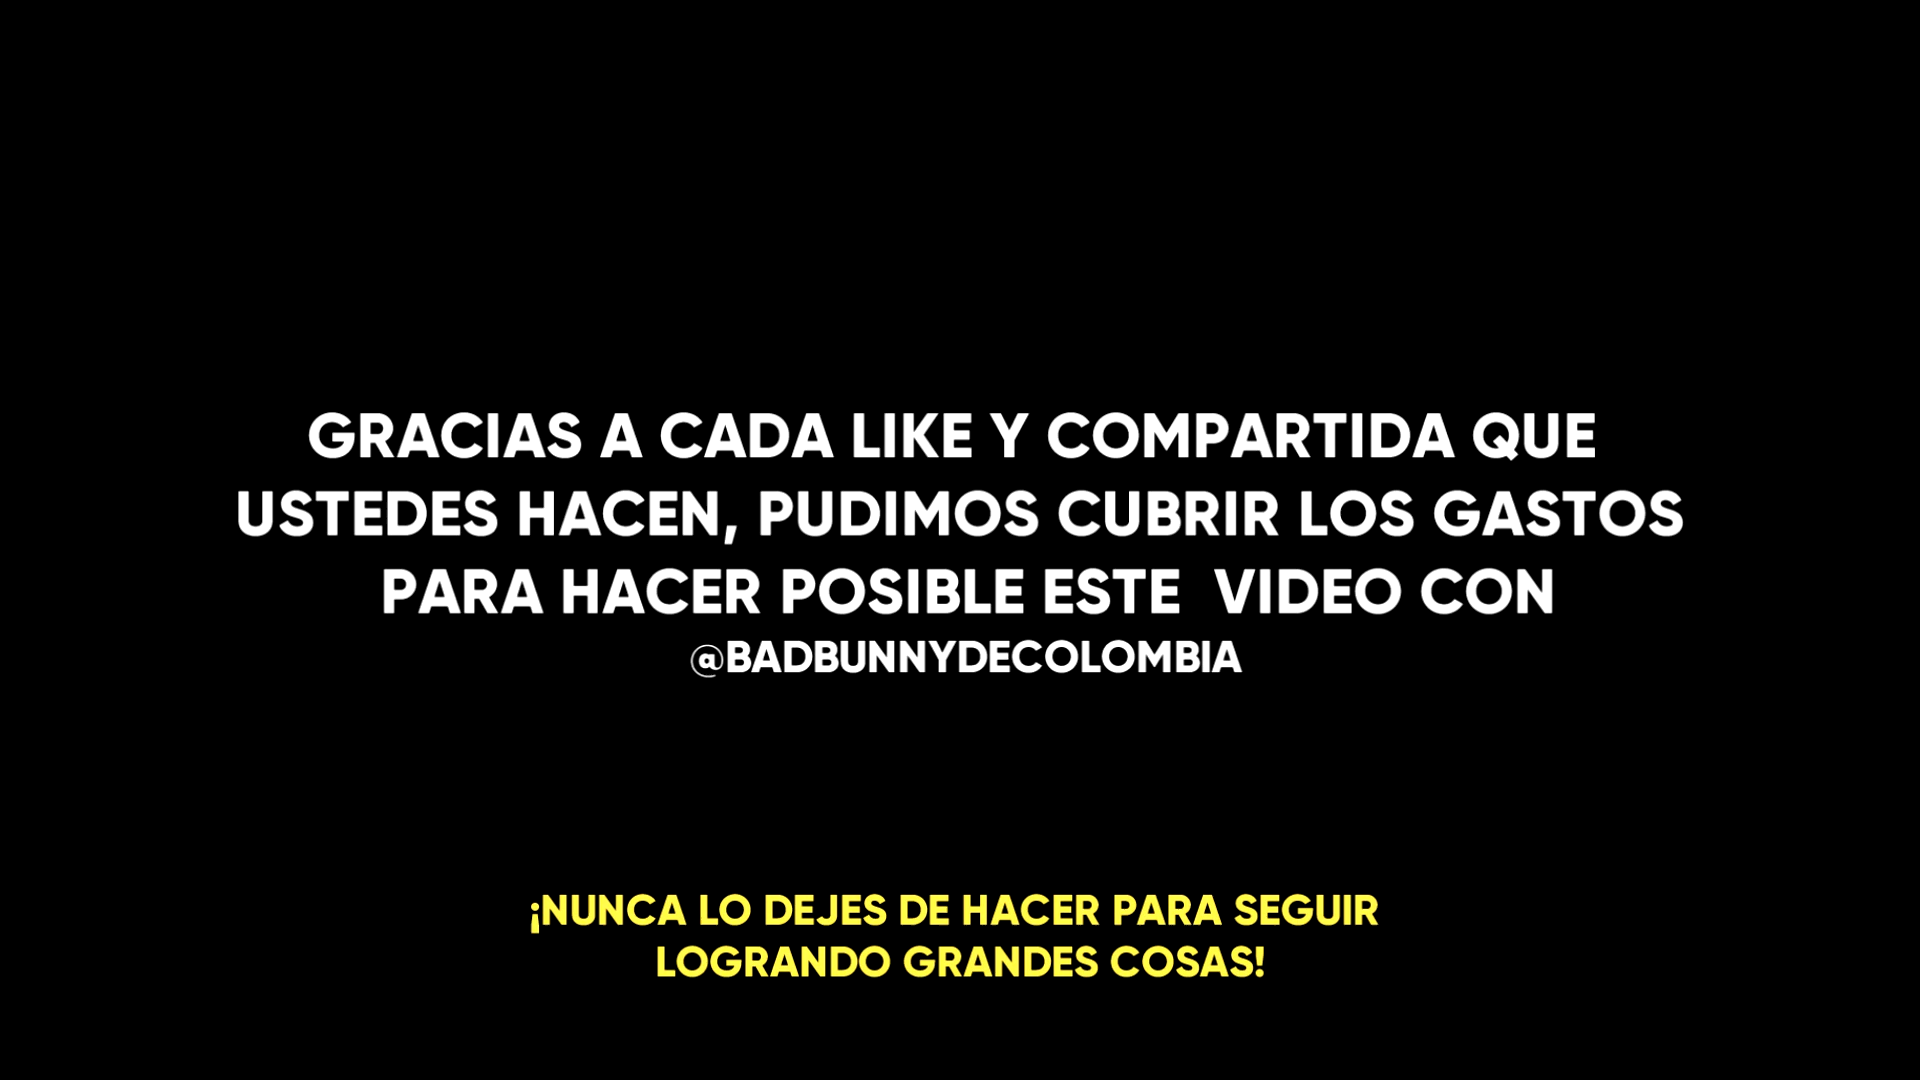 GRACIAS A CADA LIKE Y COMPARTIDA QUE
USTEDES HACEN, PUDIMOS CUBRIR LOS GASTOS
PARA HACER POSIBLE ESTE  VIDEO CON
@BADBUNNYDECOLOMBIA
¡NUNCA LO DEJES DE HACER PARA SEGUIR
LOGRANDO GRANDES COSAS!